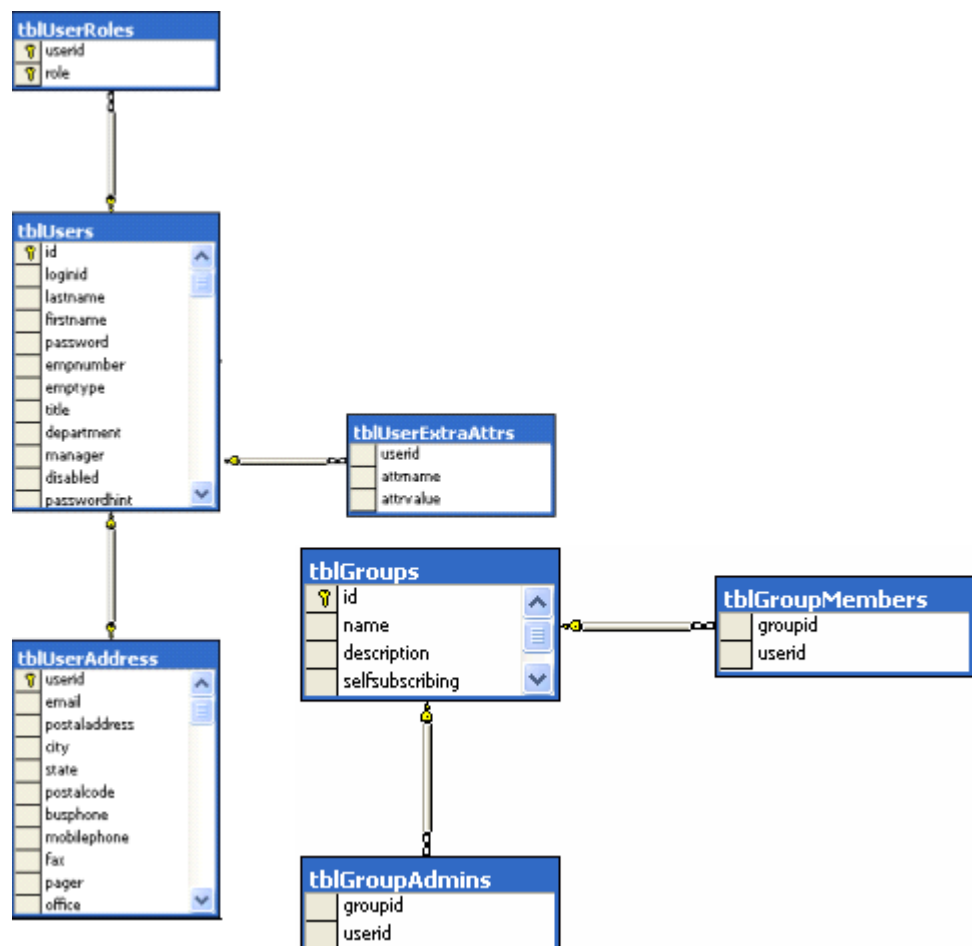 tblUserRoles
userid
role
tblUsers
id
loginid
lastname
firstname
password
empnumber
emptype
title
department
manager
disabled
passwordhint
tblUserExtraAttrs
userid
attrname
attrvalue
tblUserAddress
userid
email
postaladdress
city
state
postalcode
busphone
mobilephone
fax
pager
office
tblGroups
id
name
description
selfsubscribing
tblGroupMembers
groupid
userid
tblGroupAdmins
groupid
userid